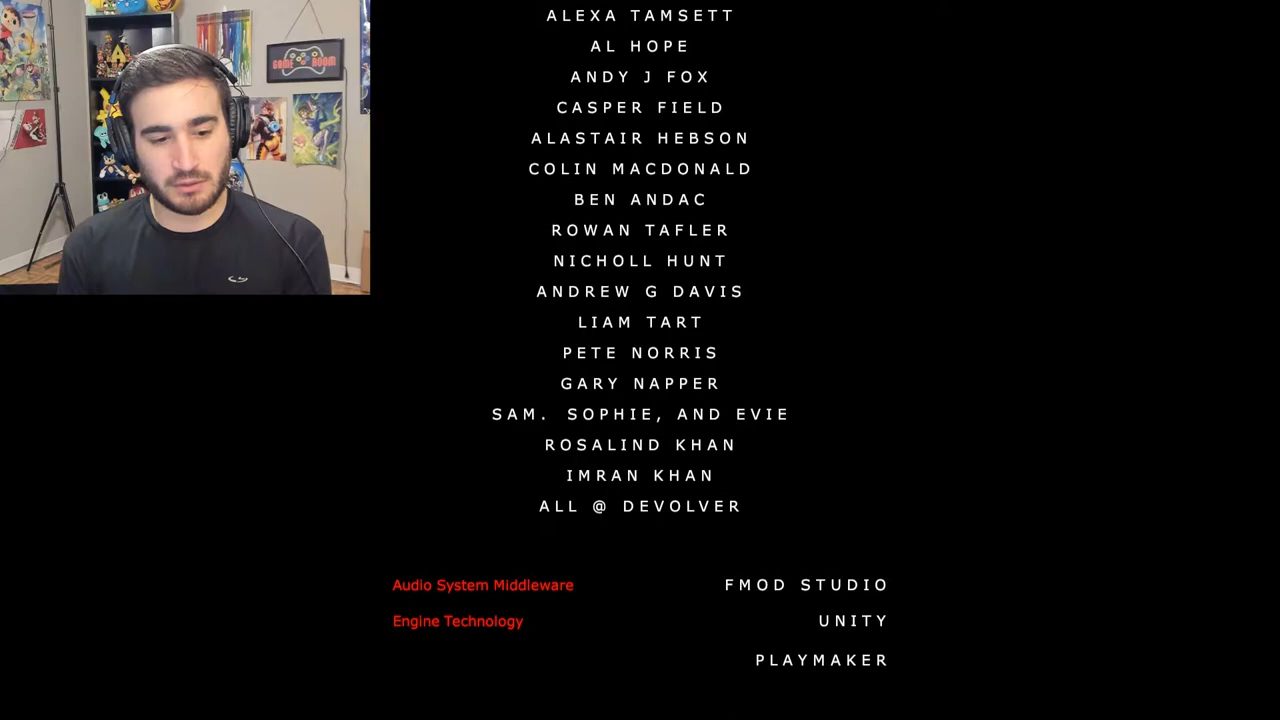 GAME ROOM
ALEXA TAMSETT
AL HOPE
ANDY J FOX
CASPER FIELD
ALASTAIR HEBSON
COLIN MACDONALD
BEN ANDAC
ROWAN TAFLER
NICHOLL HUNT
ANDREW G DAVIS
LIAM TART
PETE NORRIS
GARY NAPPER
SAM. SOPHIE, AND EVIE
ROSALIND KHAN
IMRAN KHAN
ALL @ DEVOLVER
Audio System Middleware FMOD STUDIO
Engine Technology UNITY
PLAYMAKER